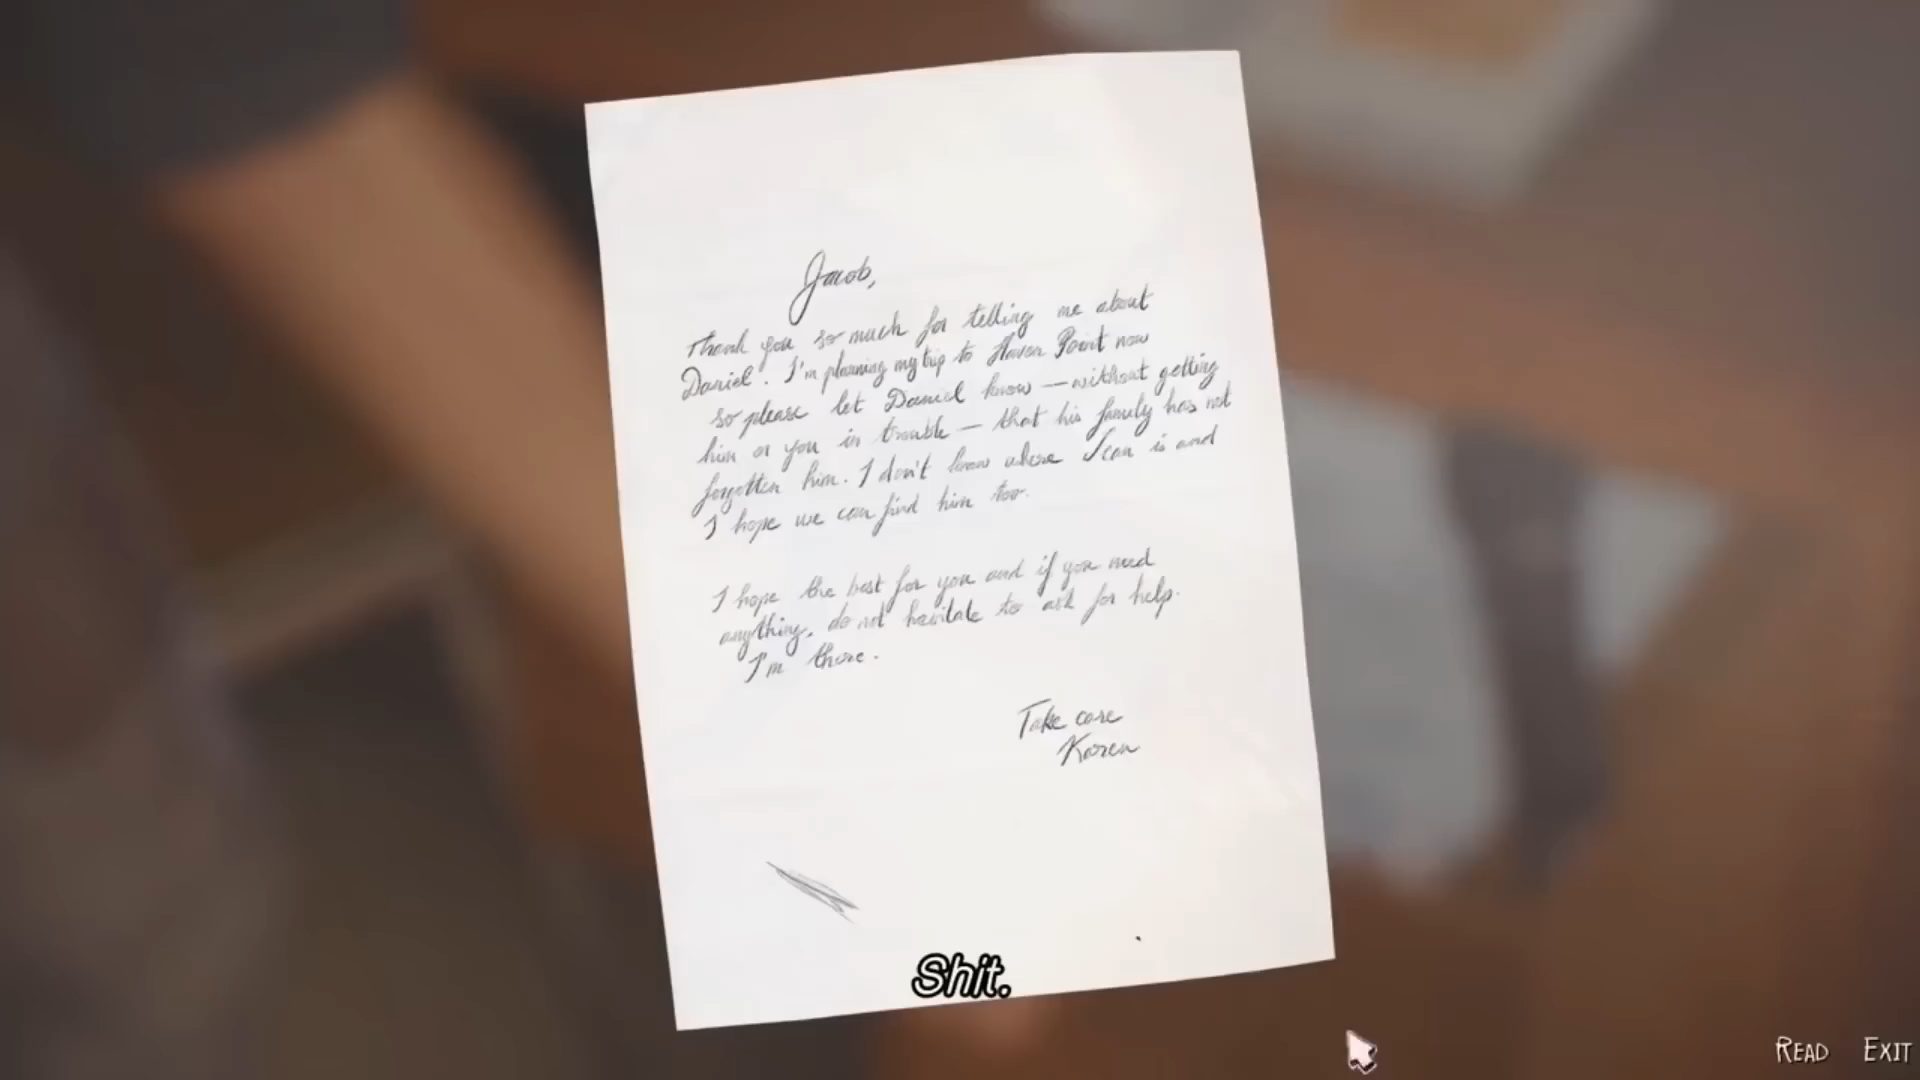 Jacob,
Thank you so much for telling me about
Daniel. I'm planning my trip to Haven Point now
so please let Daniel know — without getting
him or you in trouble — that his family has not
forgotten him. I don't know where Sean is and
I hope we can find him too.
I hope the best for you and if you need
anything, do not hesitate to ask for help.
I'm there.
Take care
Karen
Shit.
READ EXIT